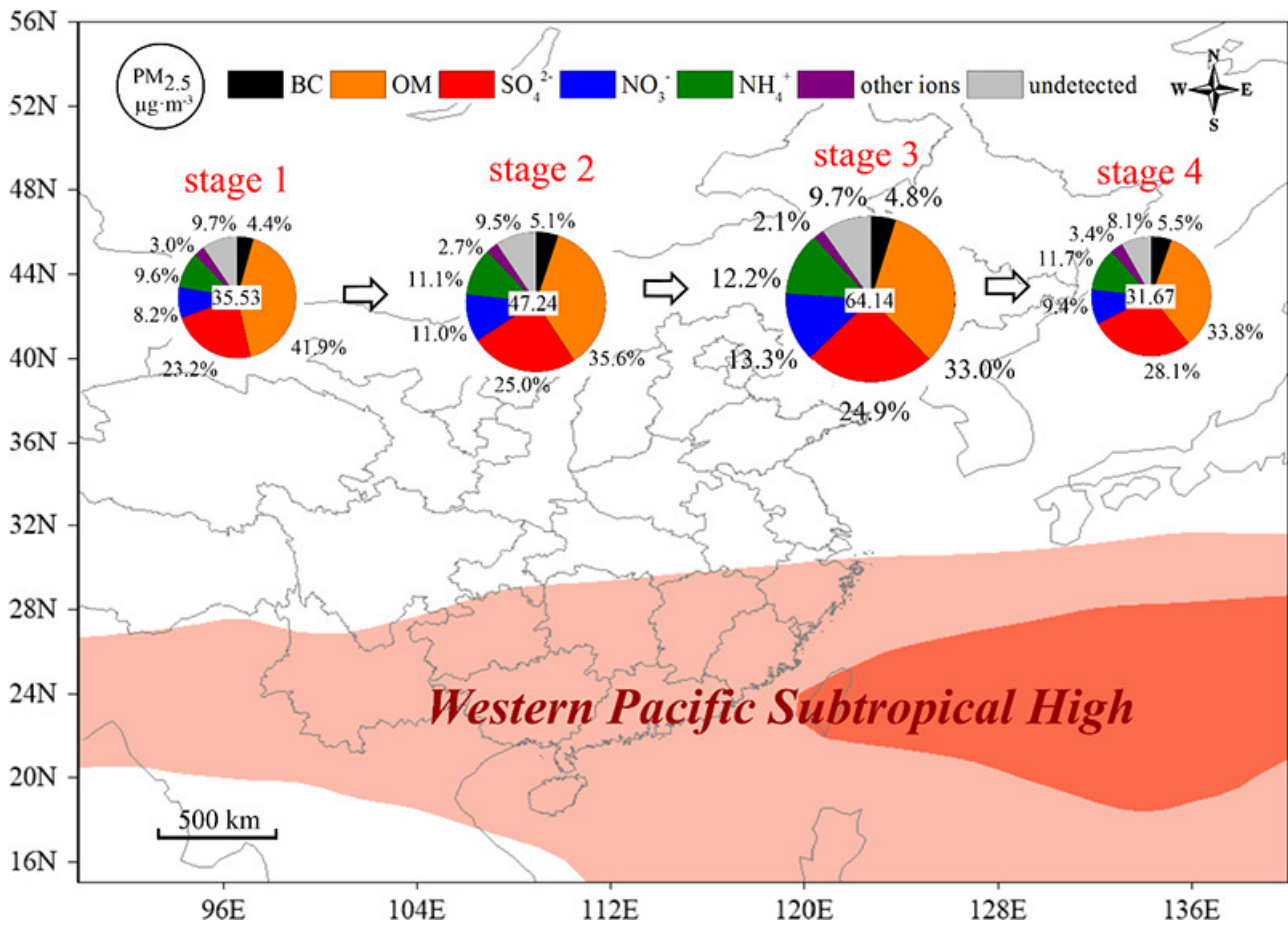 56N
52N
48N
44N
40N
36N
32N
28N
24N
20N
16N
PM2.5
μg·m-3
BC OM SO4 2- NO3 - NH4 + other ions undetected
N
W E
S
stage 1
9.7% 4.4%
3.0%
9.6%
8.2%
23.2%
41.9%
35.53
stage 2
9.5% 5.1%
2.7%
11.1%
11.0%
25.0%
35.6%
47.24
stage 3
9.7% 4.8%
2.1%
12.2%
13.3%
24.9%
33.0%
64.14
stage 4
8.1% 5.5%
3.4%
11.7%
9.4%
28.1%
33.8%
31.67
Western Pacific Subtropical High
500 km
96E 104E 112E 120E 128E 136E